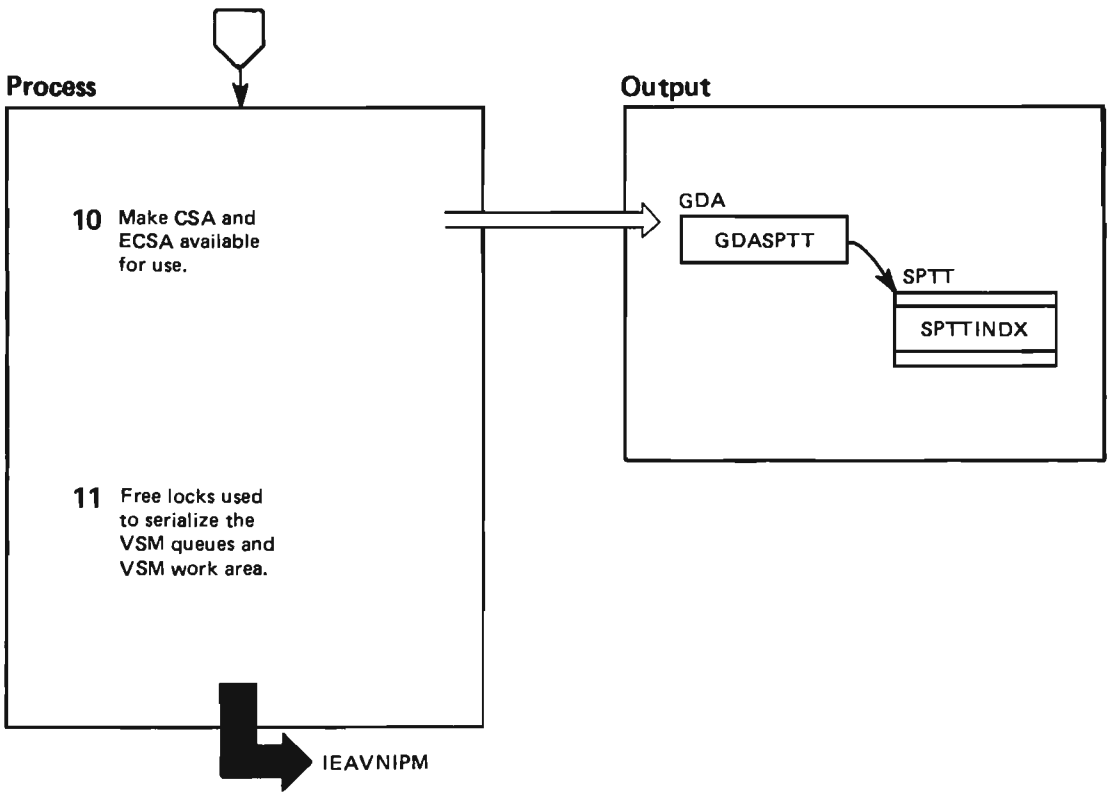 Process
10 Make CSA and
ECSA available
for use.
11 Free locks used
to serialize the
VSM queues and
VSM work area.
IEAVNIPM
Output
GDA
GDASPTT
SPTT
SPTTINDX